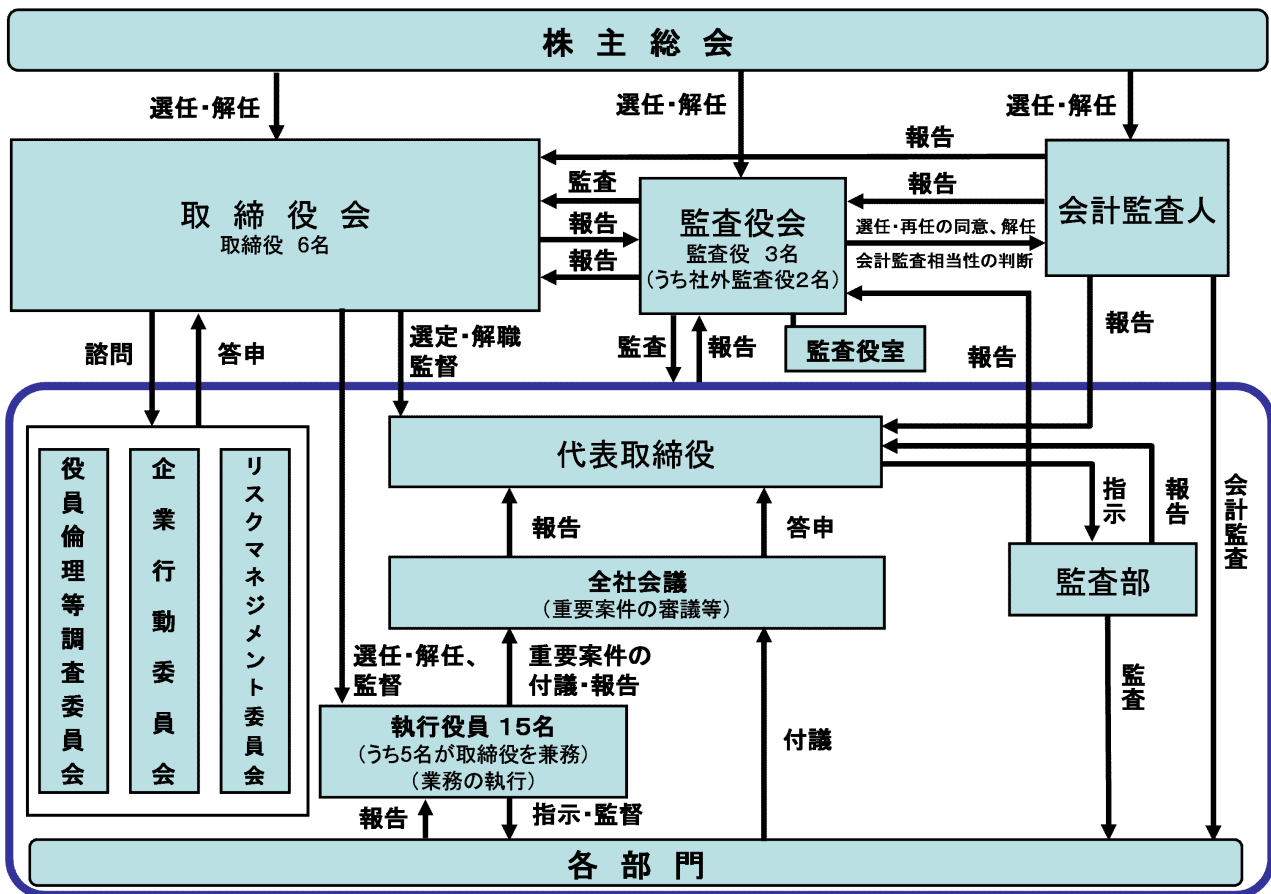 株主総会
選任・解任
選任・解任
選任・解任
取締役会
取締役 6名
監査役会
監査役 3名
(うち社外監査役2名)
会計監査人
報告
監査
報告
報告
報告
選任・再任の同意、解任
会計監査相当性の判断
監査役室
諮問
答申
選定・解職
監督
監査
報告
報告
報告
代表取締役
役員倫理等調査委員会
企業行動委員会
リスクマネジメント委員会
報告
答申
指示
報告
会計監査
全社会議
(重要案件の審議等)
監査部
選任・解任、
監督
重要案件の
付議・報告
監査
執行役員 15名
(うち5名が取締役を兼務)
(業務の執行)
付議
報告
指示・監督
各部門